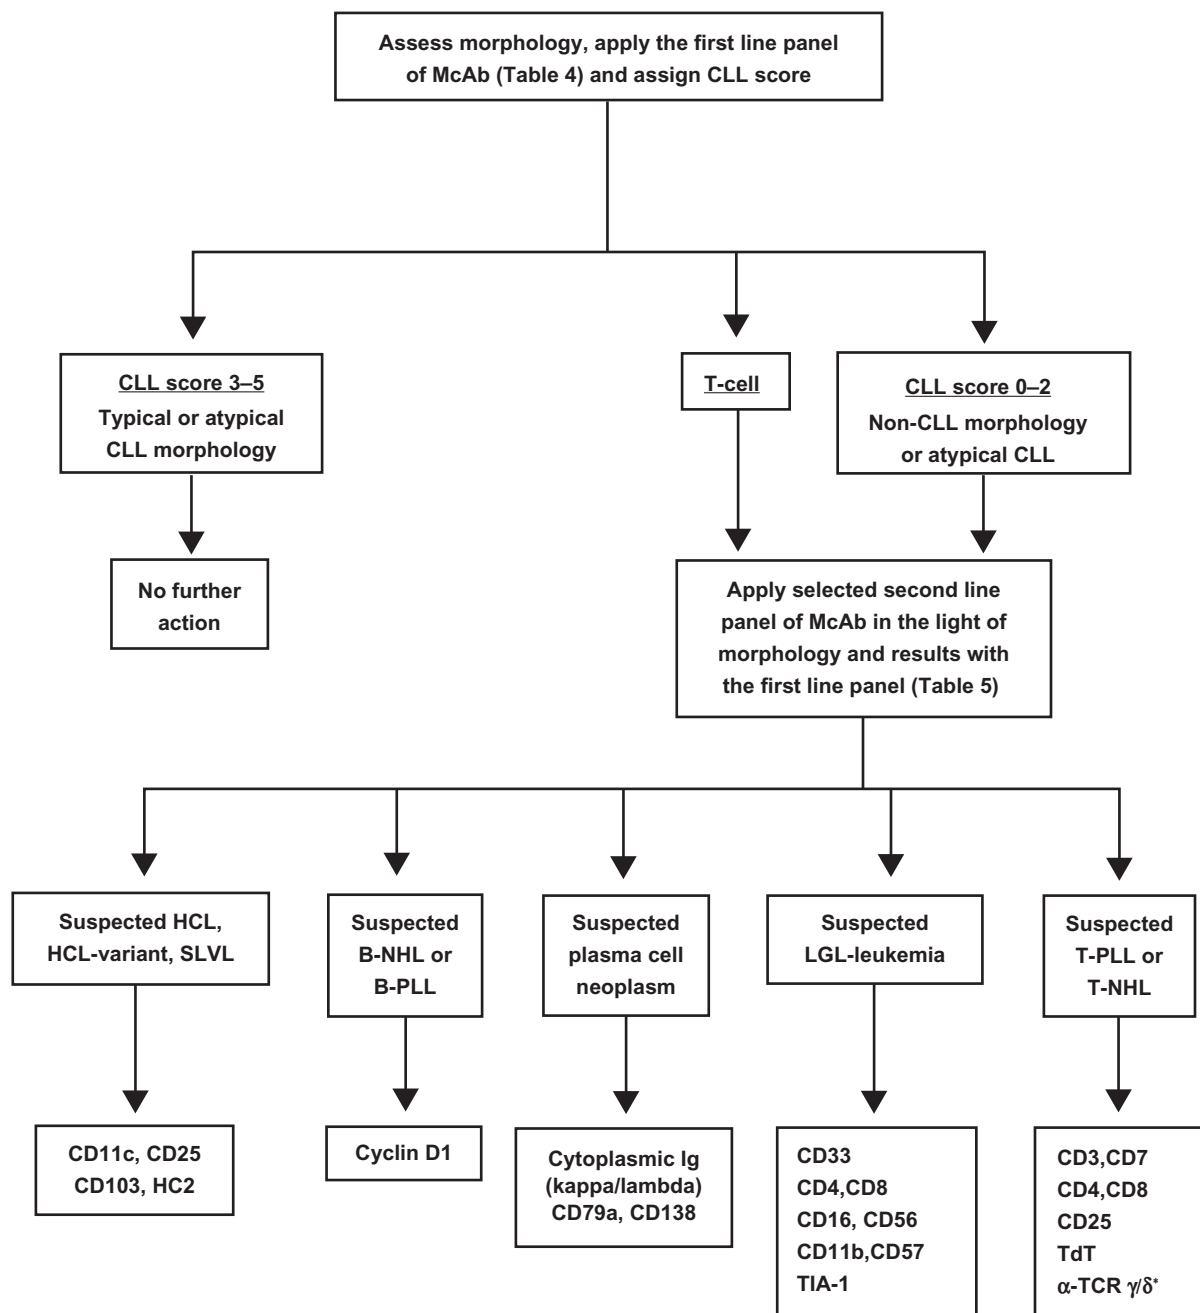 Assess morphology, apply the first line panel
of McAb (Table 4) and assign CLL score
CLL score 3–5
Typical or atypical
CLL morphology
T-cell
CLL score 0–2
Non-CLL morphology
or atypical CLL
No further
action
Apply selected second line
panel of McAb in the light of
morphology and results with
the first line panel (Table 5)
Suspected HCL,
HCL-variant, SLVL
Suspected
B-NHL or
B-PLL
Suspected
plasma cell
neoplasm
Suspected
LGL-leukemia
Suspected
T-PLL or
T-NHL
CD11c, CD25
CD103, HC2
Cyclin D1
Cytoplasmic Ig
(kappa/lambda)
CD79a, CD138
CD33
CD4,CD8
CD16, CD56
CD11b,CD57
TIA-1
CD3,CD7
CD4,CD8
CD25
TdT
α-TCR γ/δ*